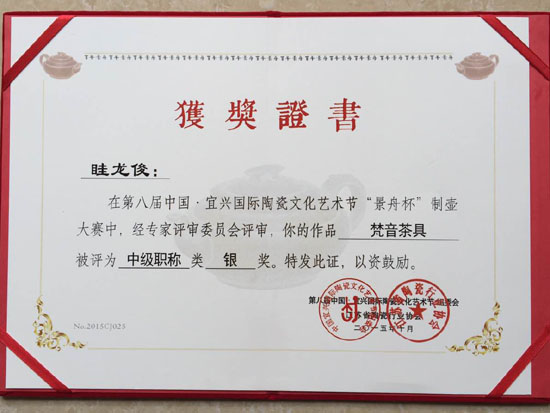 獲獎證書
眭龙俊：
在第八届中国·宜兴国际陶瓷文化艺术节“景舟杯”制壶
大赛中，经专家评审委员会评审，你的作品 梵音茶具
被评为 中级职称 类 银 奖。特发此证，以资鼓励。
第八届中国·宜兴国际陶瓷文化艺术节组委会
江苏省陶瓷行业协会
二〇一五年十月
No.2015CJ025